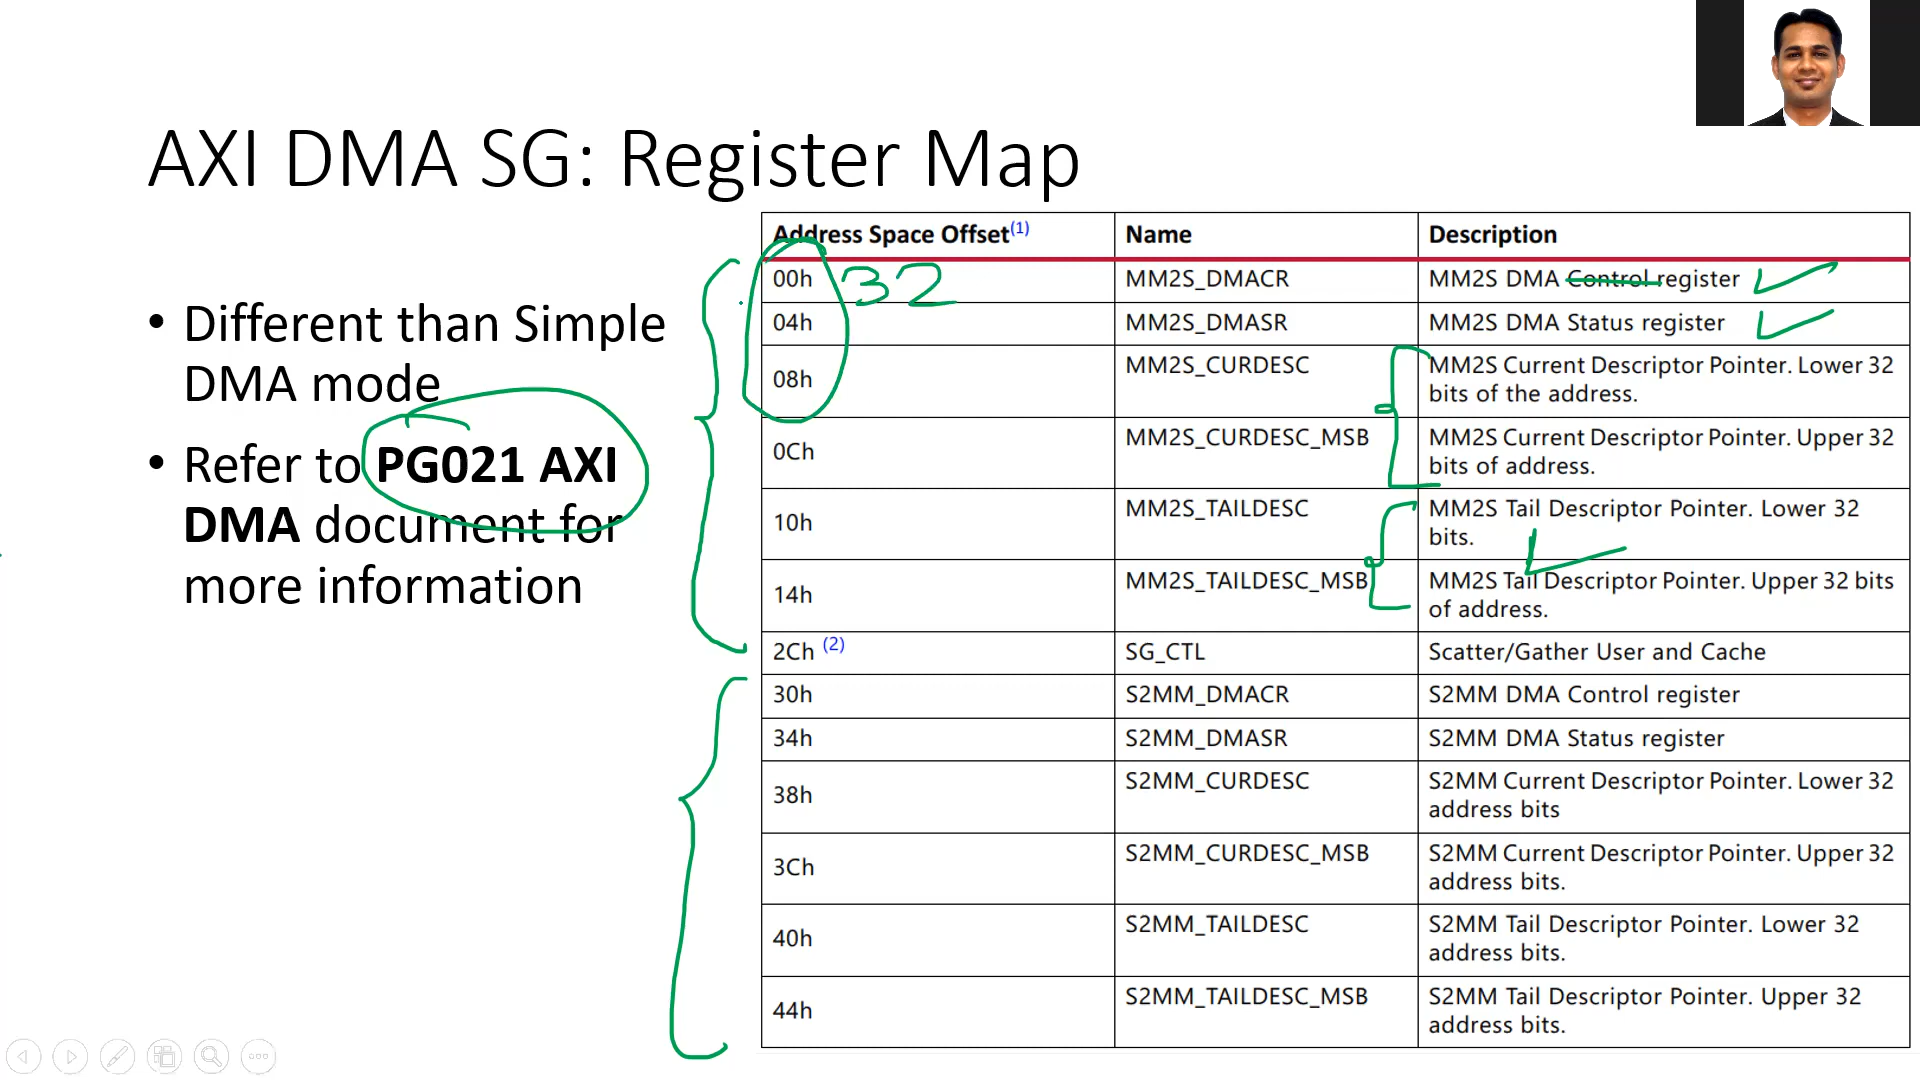 AXI DMA SG: Register Map
• Different than Simple
DMA mode
• Refer to PG021 AXI
DMA document for
more information
Address Space Offset(1) Name Description
00h 32 MM2S_DMACR MM2S DMA Control register
04h MM2S_DMASR MM2S DMA Status register
08h MM2S_CURDESC MM2S Current Descriptor Pointer. Lower 32
bits of the address.
0Ch MM2S_CURDESC_MSB MM2S Current Descriptor Pointer. Upper 32
bits of address.
10h MM2S_TAILDESC MM2S Tail Descriptor Pointer. Lower 32
bits.
14h MM2S_TAILDESC_MSB MM2S Tail Descriptor Pointer. Upper 32 bits
of address.
2Ch (2) SG_CTL Scatter/Gather User and Cache
30h S2MM_DMACR S2MM DMA Control register
34h S2MM_DMASR S2MM DMA Status register
38h S2MM_CURDESC S2MM Current Descriptor Pointer. Lower 32
address bits
3Ch S2MM_CURDESC_MSB S2MM Current Descriptor Pointer. Upper 32
address bits.
40h S2MM_TAILDESC S2MM Tail Descriptor Pointer. Lower 32
address bits.
44h S2MM_TAILDESC_MSB S2MM Tail Descriptor Pointer. Upper 32
address bits.